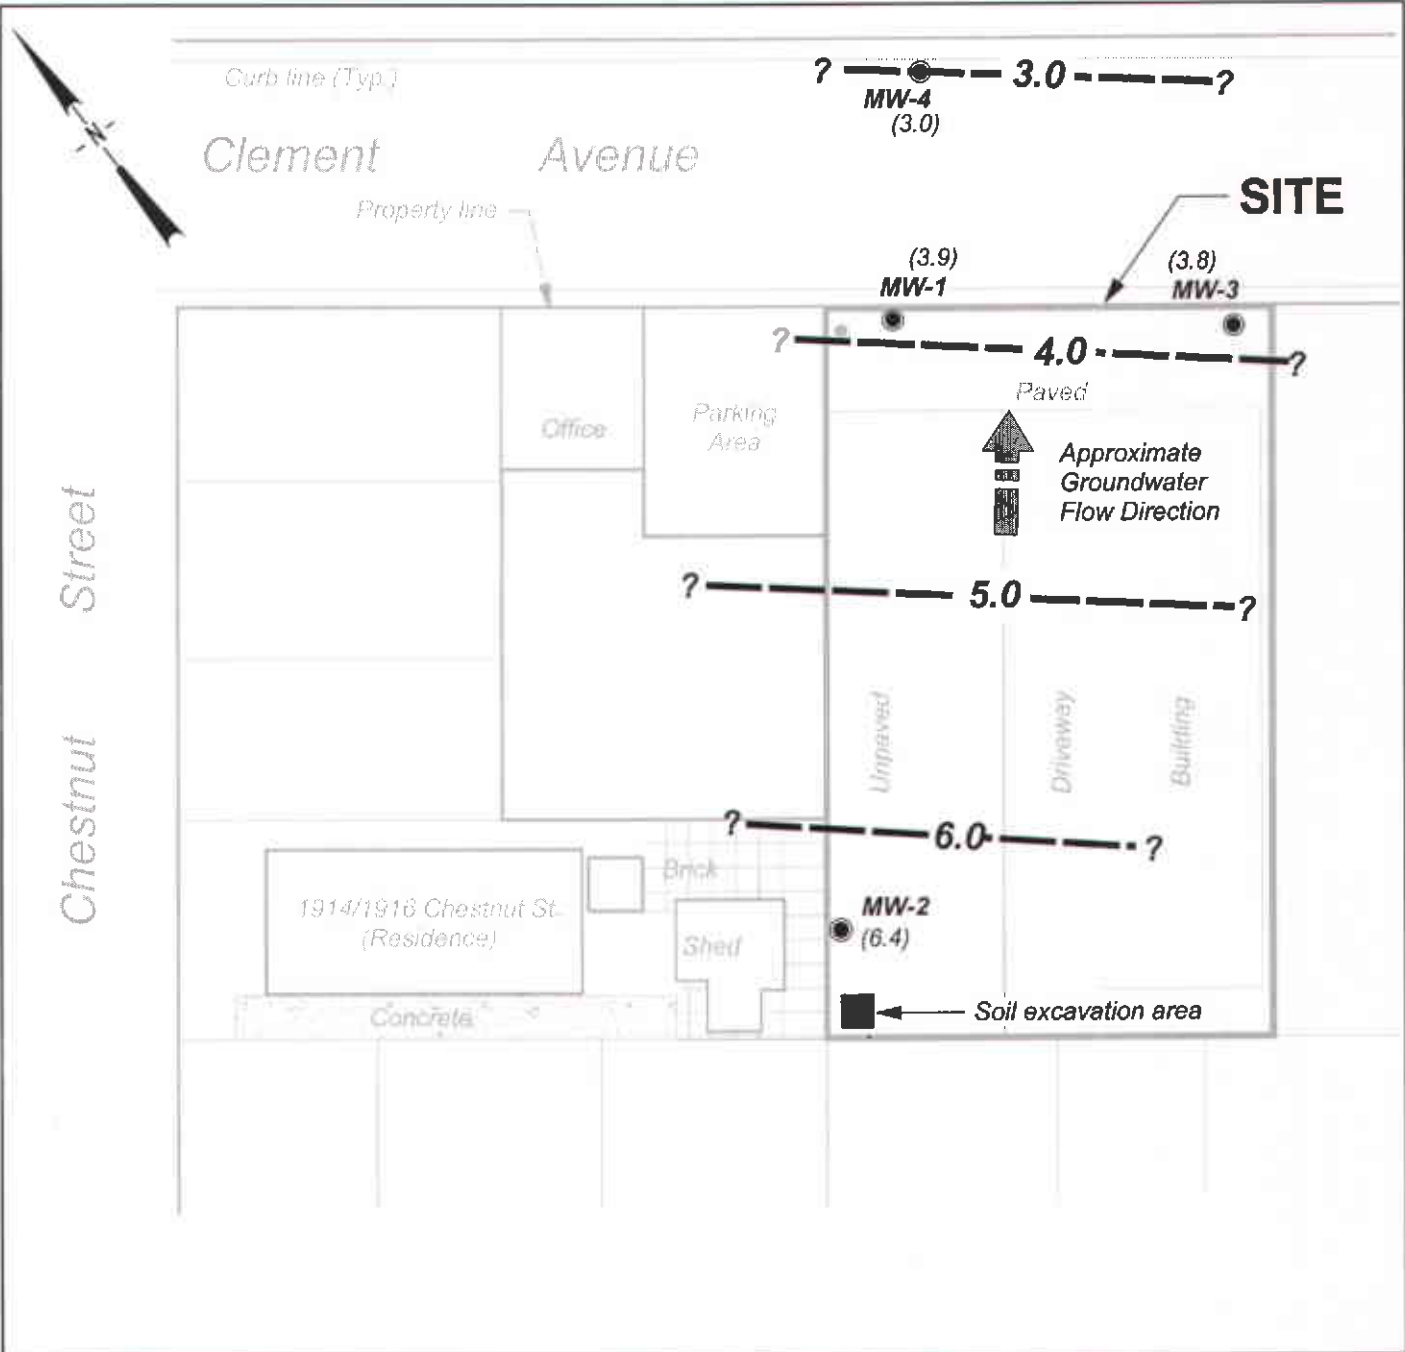 Curb line (Typ.)
? 3.0 ?
MW-4
(3.0)
N
Clement Avenue
Property line
SITE
(3.9)
MW-1
(3.8)
MW-3
? 4.0 ?
Paved
Office
Parking
Area
Approximate
Groundwater
Flow Direction
Chestnut Street
? 5.0 ?
Unpaved
Driveway
Building
? 6.0 ?
Brick
1914/1916 Chestnut St.
(Residence)
Shed
MW-2
(6.4)
Concrete
Soil excavation area